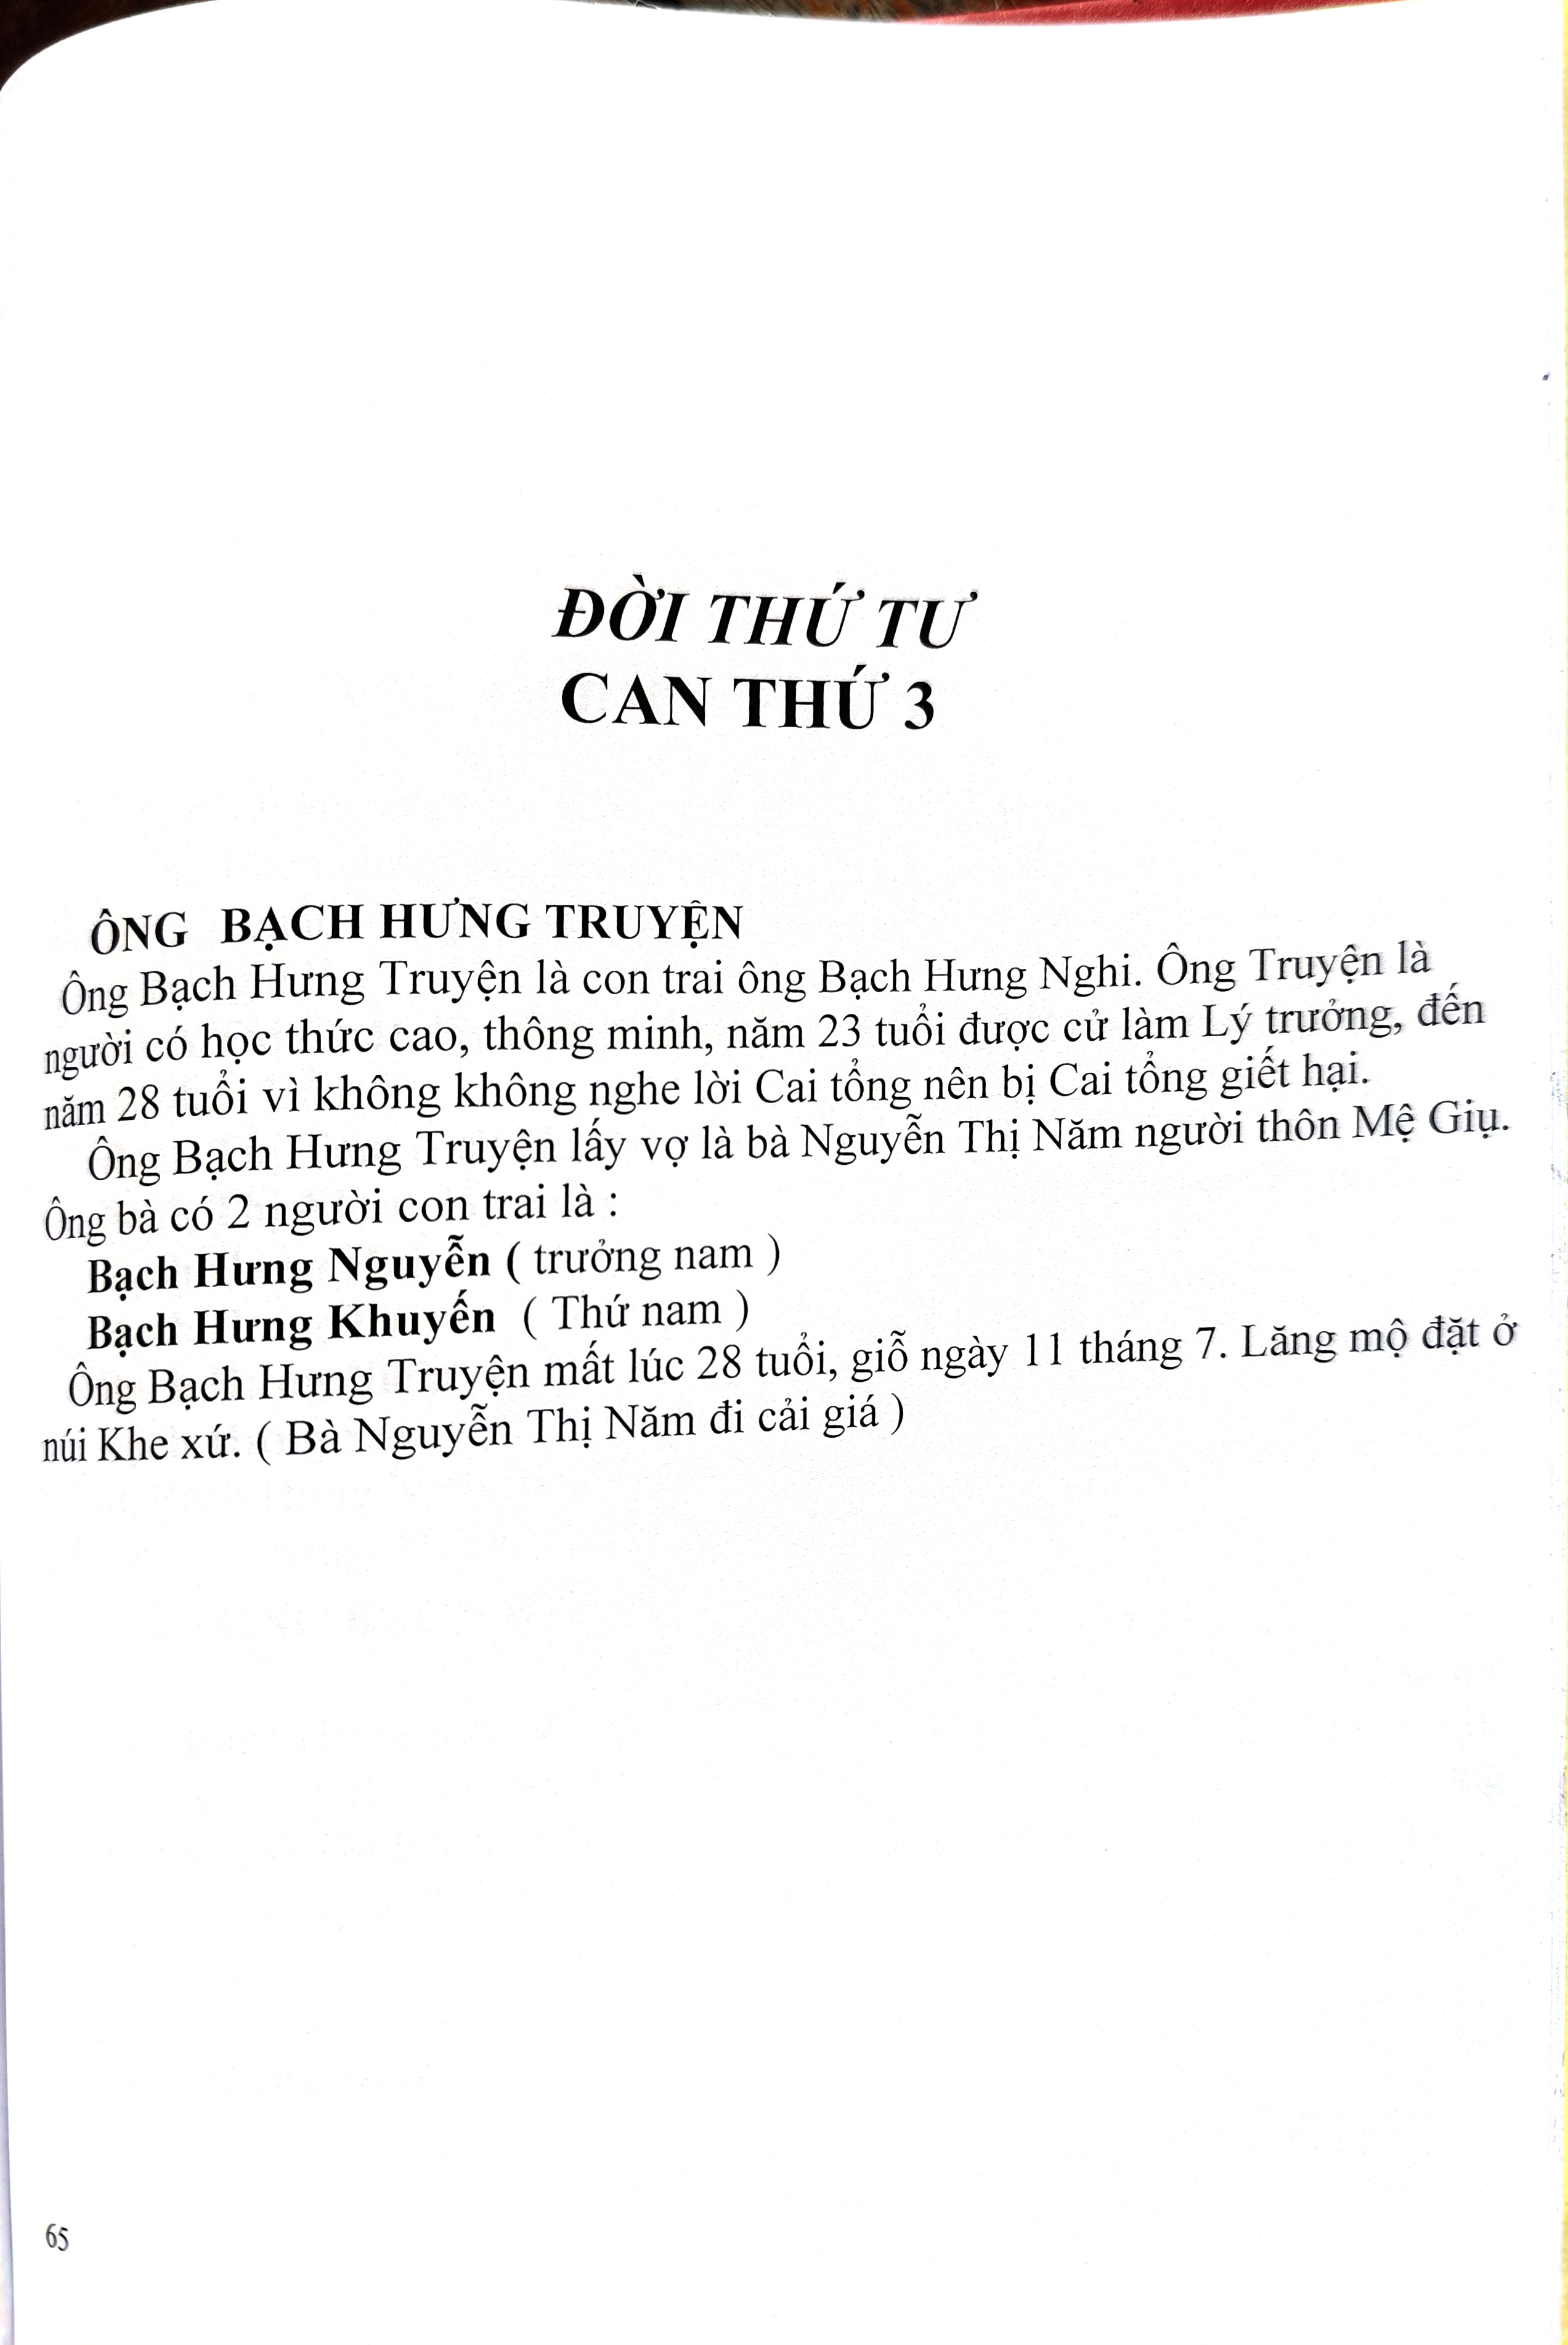 ĐỜI THỨ TƯ
CAN THỨ 3
ÔNG BẠCH HƯNG TRUYỆN
Ông Bạch Hưng Truyện là con trai ông Bạch Hưng Nghi. Ông Truyện là
người có học thức cao, thông minh, năm 23 tuổi được cử làm Lý trưởng, đến
năm 28 tuổi vì không không nghe lời Cai tổng nên bị Cai tổng giết hại.
Ông Bạch Hưng Truyện lấy vợ là bà Nguyễn Thị Năm người thôn Mệ Giụ.
Ông bà có 2 người con trai là :
Bạch Hưng Nguyễn ( trưởng nam )
Bạch Hưng Khuyến ( Thứ nam )
Ông Bạch Hưng Truyện mất lúc 28 tuổi, giỗ ngày 11 tháng 7. Lăng mộ đặt ở
núi Khe xứ. ( Bà Nguyễn Thị Năm đi cải giá )
65